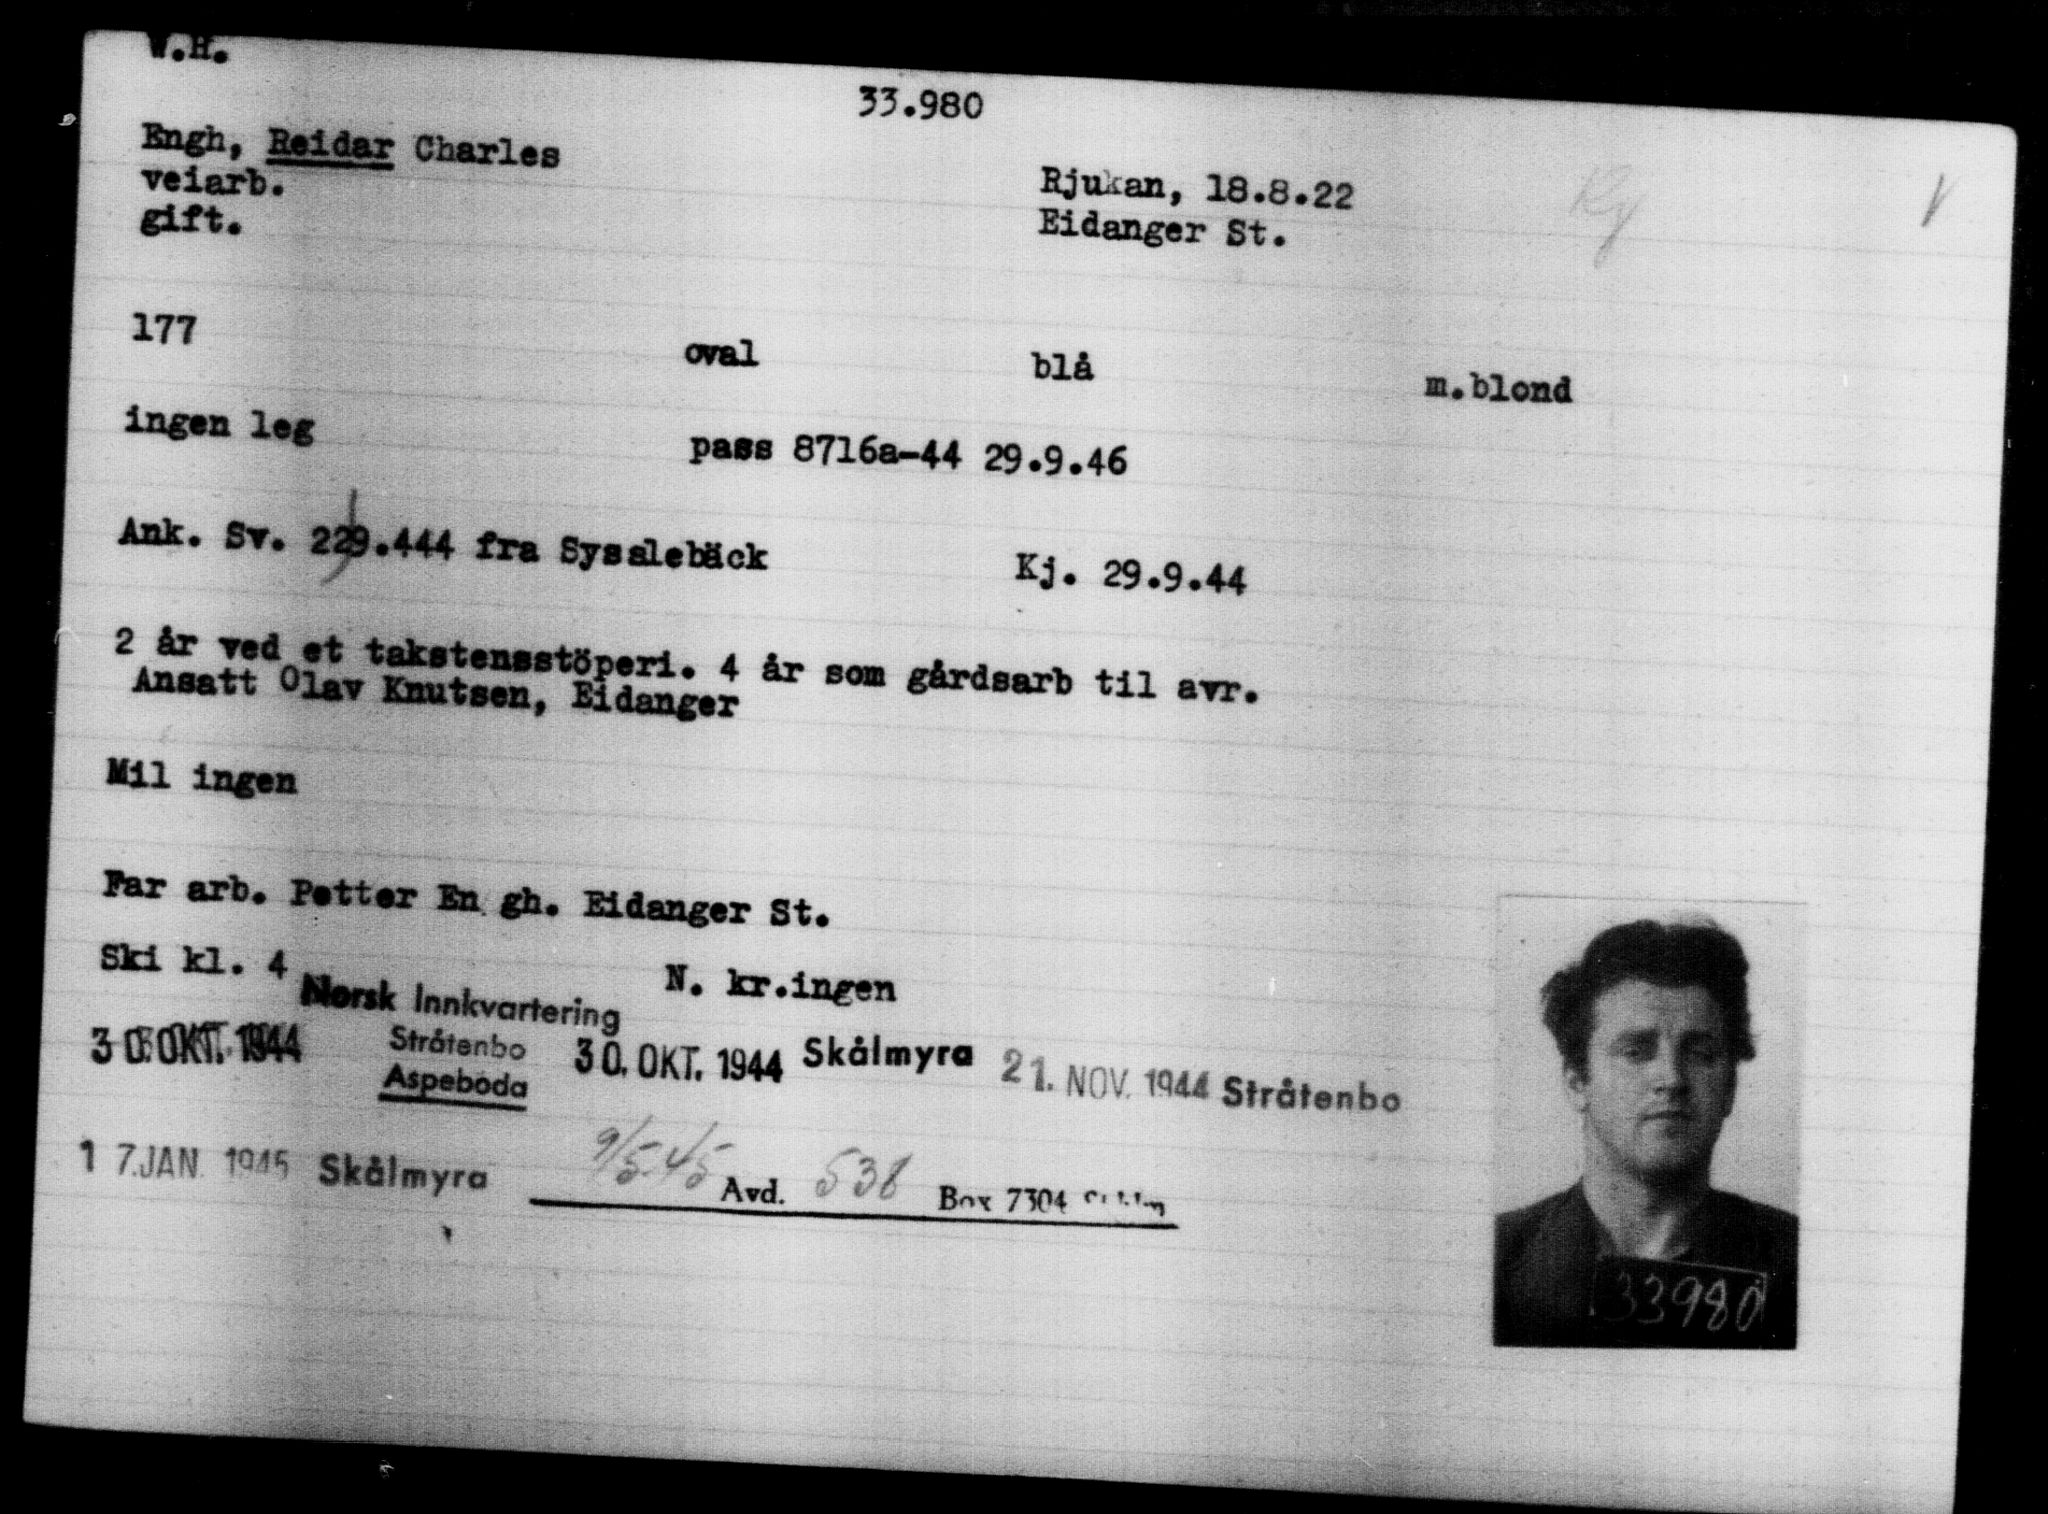 W.H.
33.980
Engh, Reidar Charles
veiarb.
gift.
Rjukan, 18.8.22
Eidanger St.
177 oval blå m.blond
ingen leg pass 8716a-44 29.9.46
Ank. Sv. 229.444 fra Sysslebäck Kj. 29.9.44
2 år ved et takstensstöperi. 4 år som gårdsarb til avr.
Ansatt Olav Knutsen, Eidanger
Mil ingen
Far arb. Petter En gh. Eidanger St.
Ski kl. 4 N. kr.ingen
Norsk Innkvartering
Stråtenbo
Aspeboda
30 OKT. 1944 30. OKT. 1944 Skålmyra 21. NOV. 1944 Stråtenbo
17. JAN. 1945 Skålmyra 9/5.45 Avd. 538 Box 7304
33980